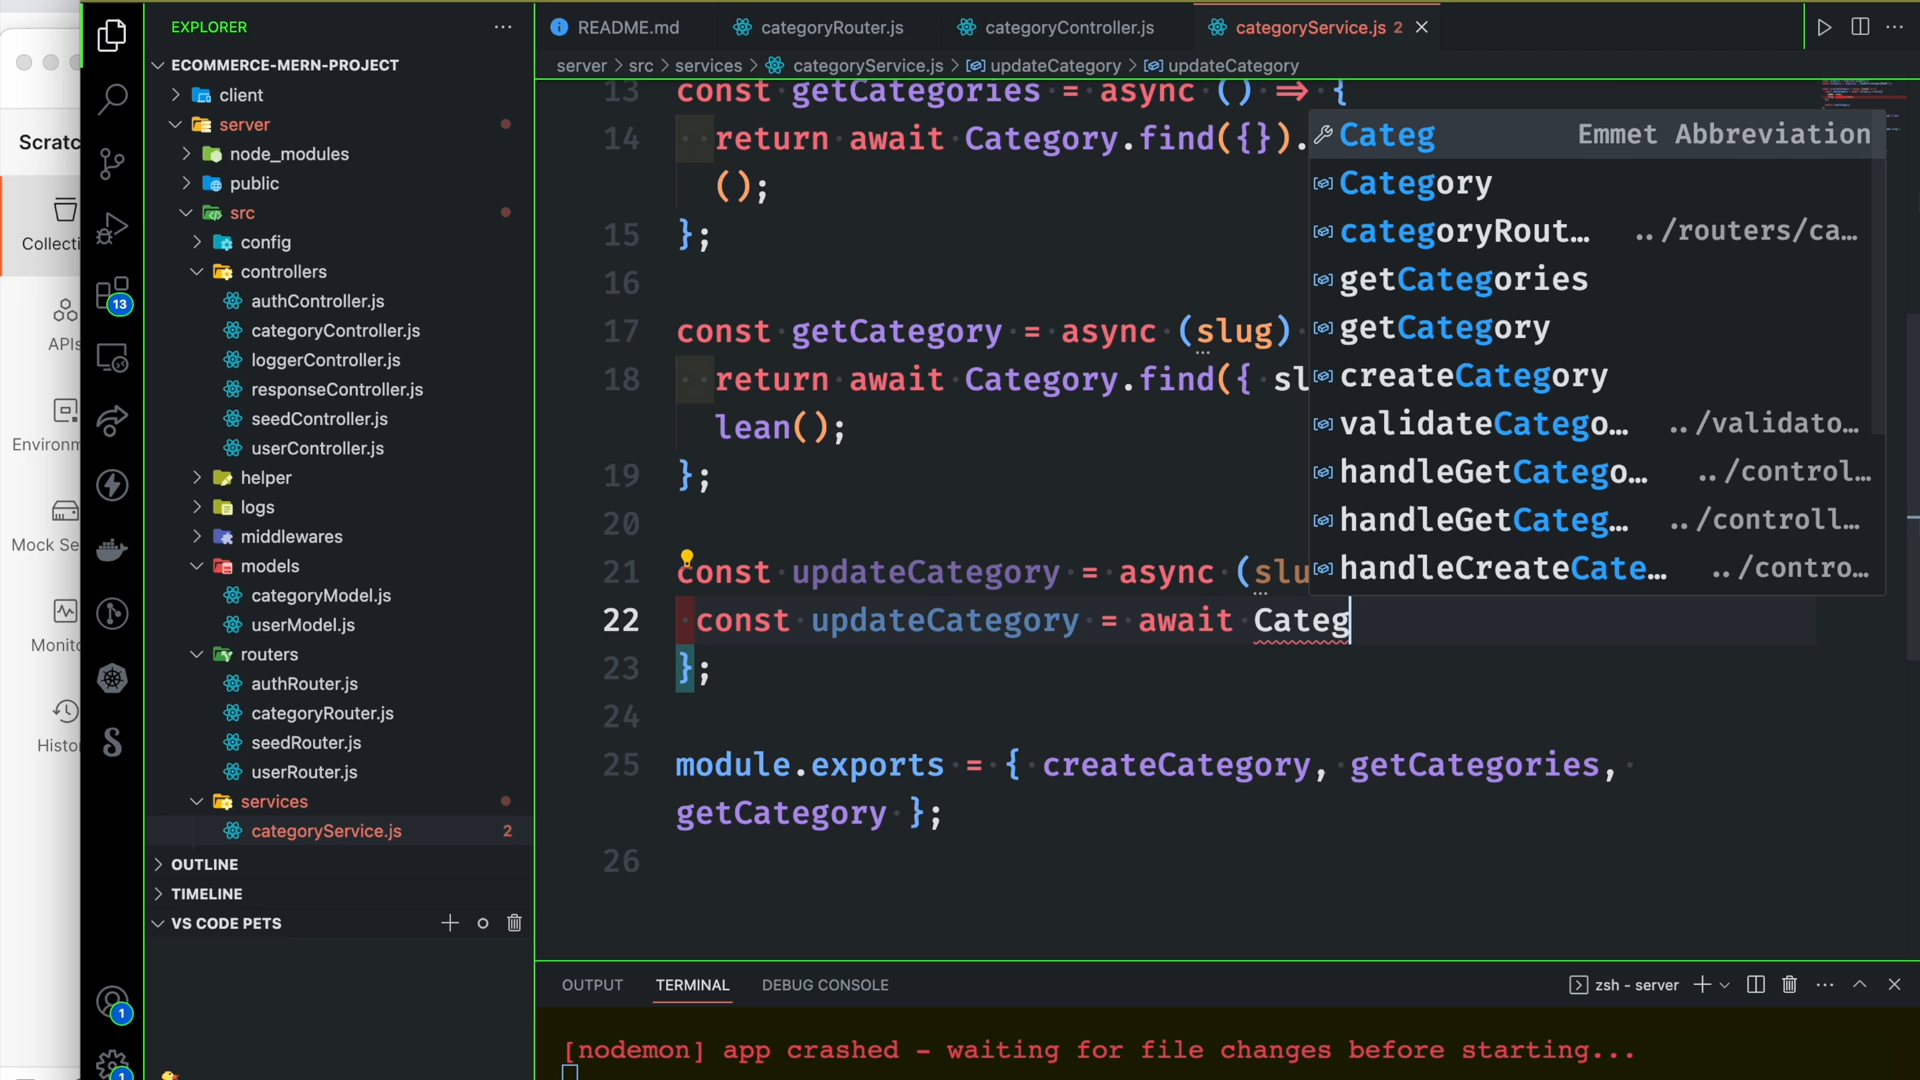 Scratc
Collecti
APIs
Environm
Mock Se
Monito
Histo
13
1
1
EXPLORER
ECOMMERCE-MERN-PROJECT
client
server
node_modules
public
src
config
controllers
authController.js
categoryController.js
loggerController.js
responseController.js
seedController.js
userController.js
helper
logs
middlewares
models
categoryModel.js
userModel.js
routers
authRouter.js
categoryRouter.js
seedRouter.js
userRouter.js
services
categoryService.js 2
OUTLINE
TIMELINE
VS CODE PETS
README.md categoryRouter.js categoryController.js categoryService.js 2
server > src > services > categoryService.js > updateCategory > updateCategory
13 const getCategories = async () => {
14 return await Category.find({}).
();
15 };
16
17 const getCategory = async (slug)
18 return await Category.find({ sl
lean();
19 };
20
21 const updateCategory = async (slu
22 const updateCategory = await Categ
23 };
24
25 module.exports = { createCategory, getCategories,
getCategory };
26
Categ Emmet Abbreviation
Category
categoryRout… ../routers/ca…
getCategories
getCategory
createCategory
validateCatego… ../validato…
handleGetCatego… ../control…
handleGetCateg… ../controll…
handleCreateCate… ../contro…
OUTPUT TERMINAL DEBUG CONSOLE zsh - server
[nodemon] app crashed - waiting for file changes before starting...